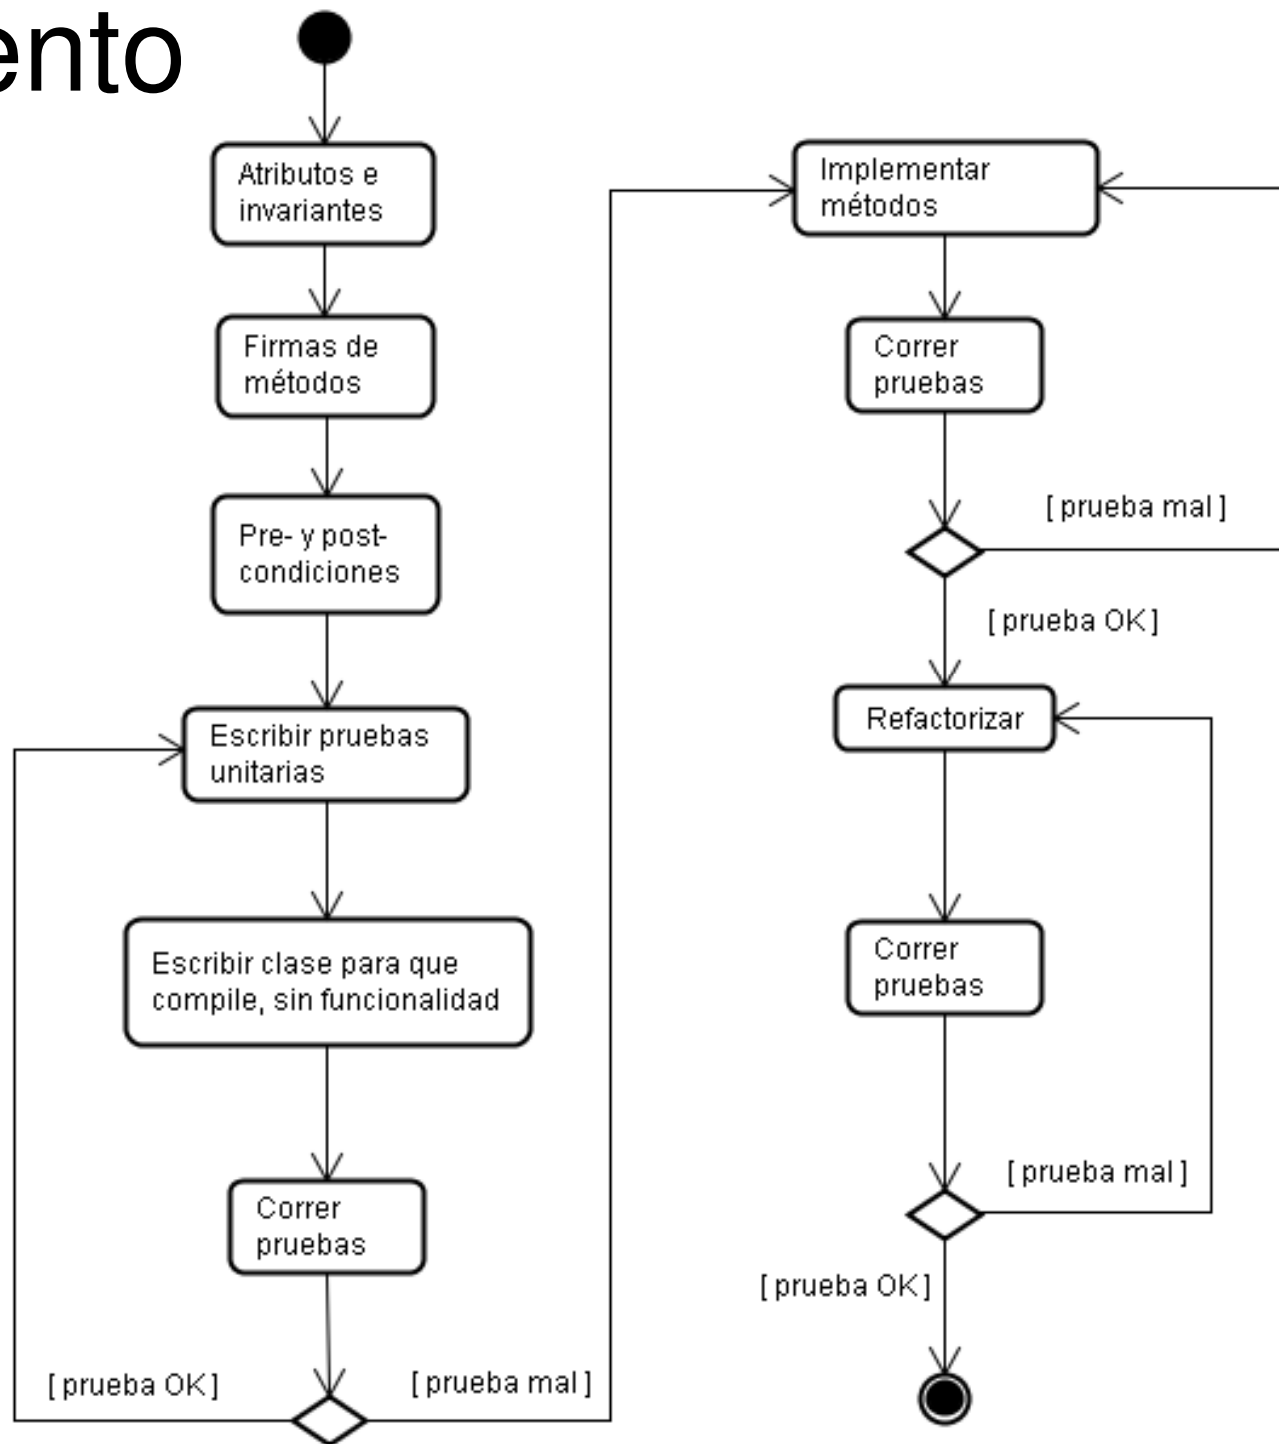 ento
Atributos e
invariantes
Firmas de
métodos
Pre- y post-
condiciones
Escribir pruebas
unitarias
Escribir clase para que
compile, sin funcionalidad
Correr
pruebas
[ prueba OK ]
[ prueba mal ]
Implementar
métodos
Correr
pruebas
[ prueba mal ]
[ prueba OK ]
Refactorizar
Correr
pruebas
[ prueba mal ]
[ prueba OK ]